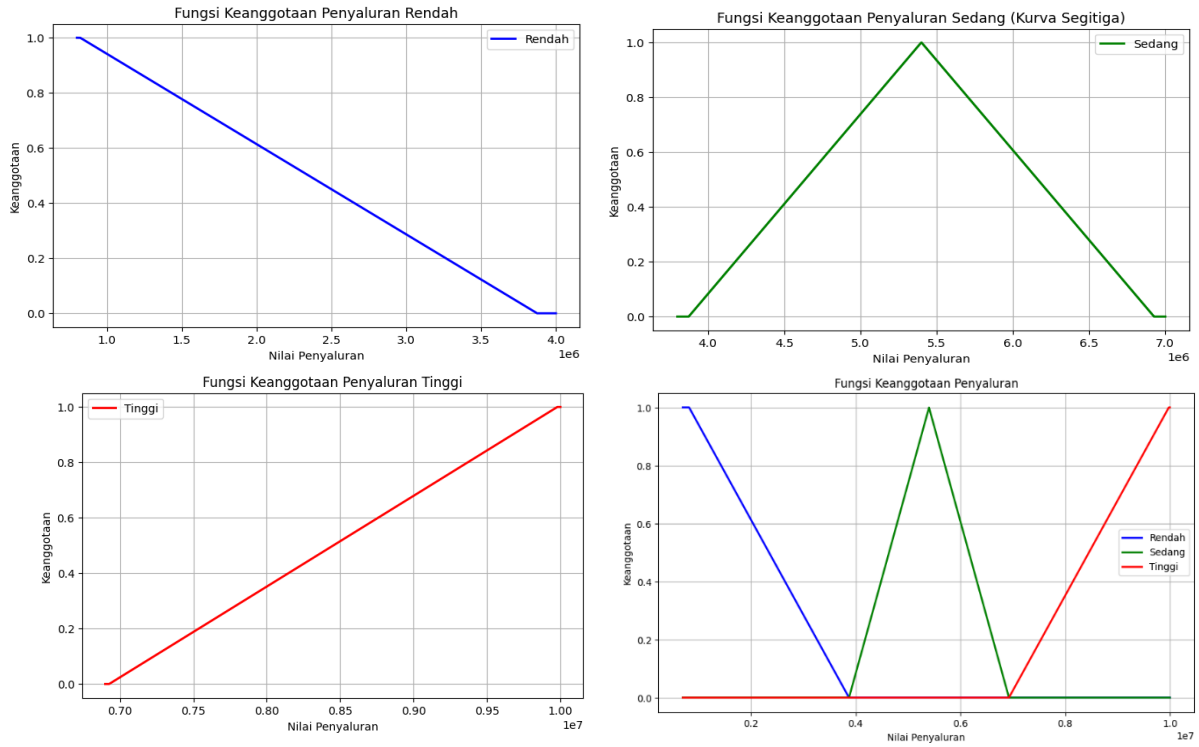 Fungsi Keanggotaan Penyaluran Rendah
Rendah
Keanggotaan
1.0
0.8
0.6
0.4
0.2
0.0
1.0 1.5 2.0 2.5 3.0 3.5 4.0
1e6
Nilai Penyaluran
Fungsi Keanggotaan Penyaluran Sedang (Kurva Segitiga)
Sedang
Keanggotaan
1.0
0.8
0.6
0.4
0.2
0.0
4.0 4.5 5.0 5.5 6.0 6.5 7.0
1e6
Nilai Penyaluran
Fungsi Keanggotaan Penyaluran Tinggi
Tinggi
Keanggotaan
1.0
0.8
0.6
0.4
0.2
0.0
0.70 0.75 0.80 0.85 0.90 0.95 1.00
1e7
Nilai Penyaluran
Fungsi Keanggotaan Penyaluran
Keanggotaan
1.0
0.8
0.6
0.4
0.2
0.0
Rendah
Sedang
Tinggi
0.2 0.4 0.6 0.8 1.0
1e7
Nilai Penyaluran